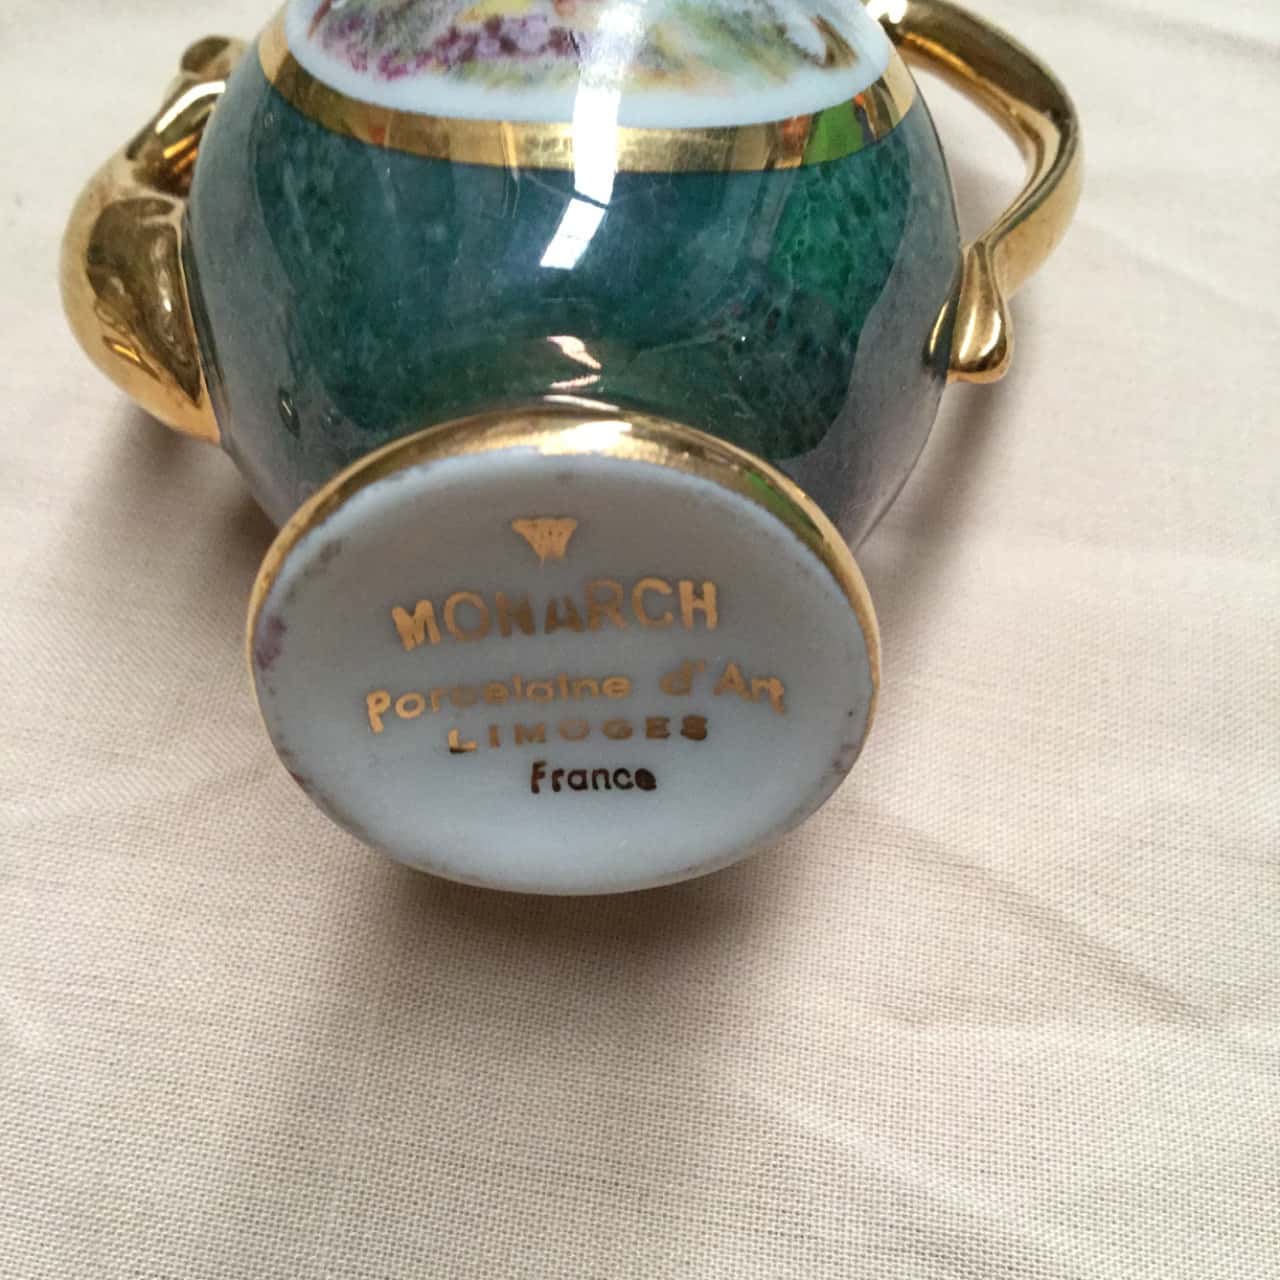 MONARCH
Porcelaine d'Art
LIMOGES
France